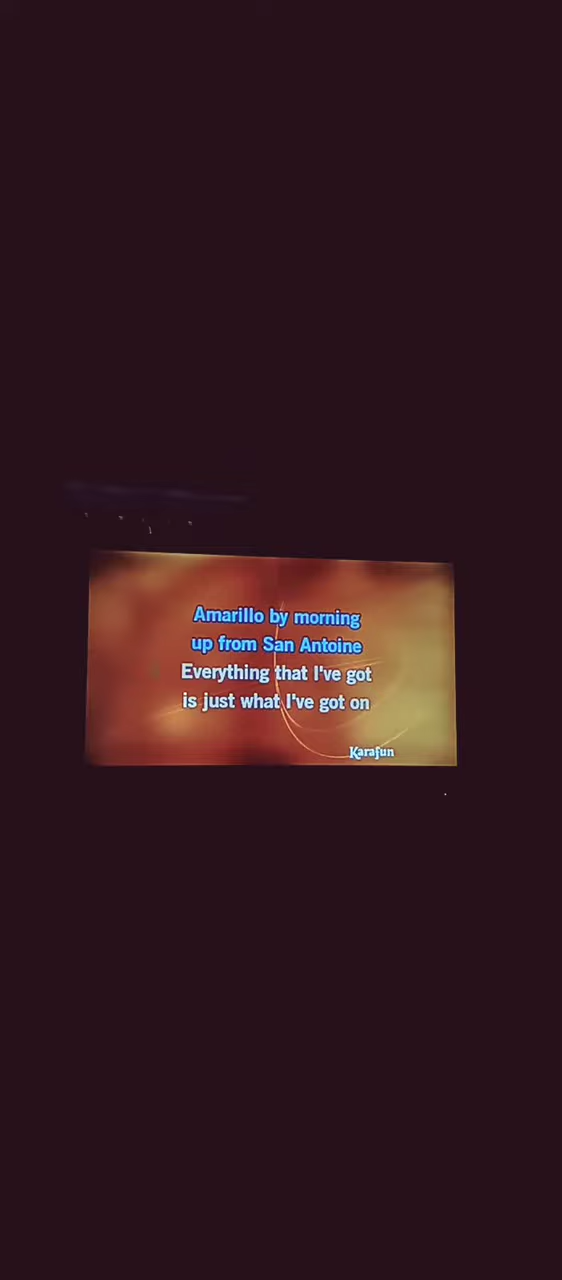 Amarillo by morning
up from San Antoine
Everything that I've got
is just what I've got on
Karafun